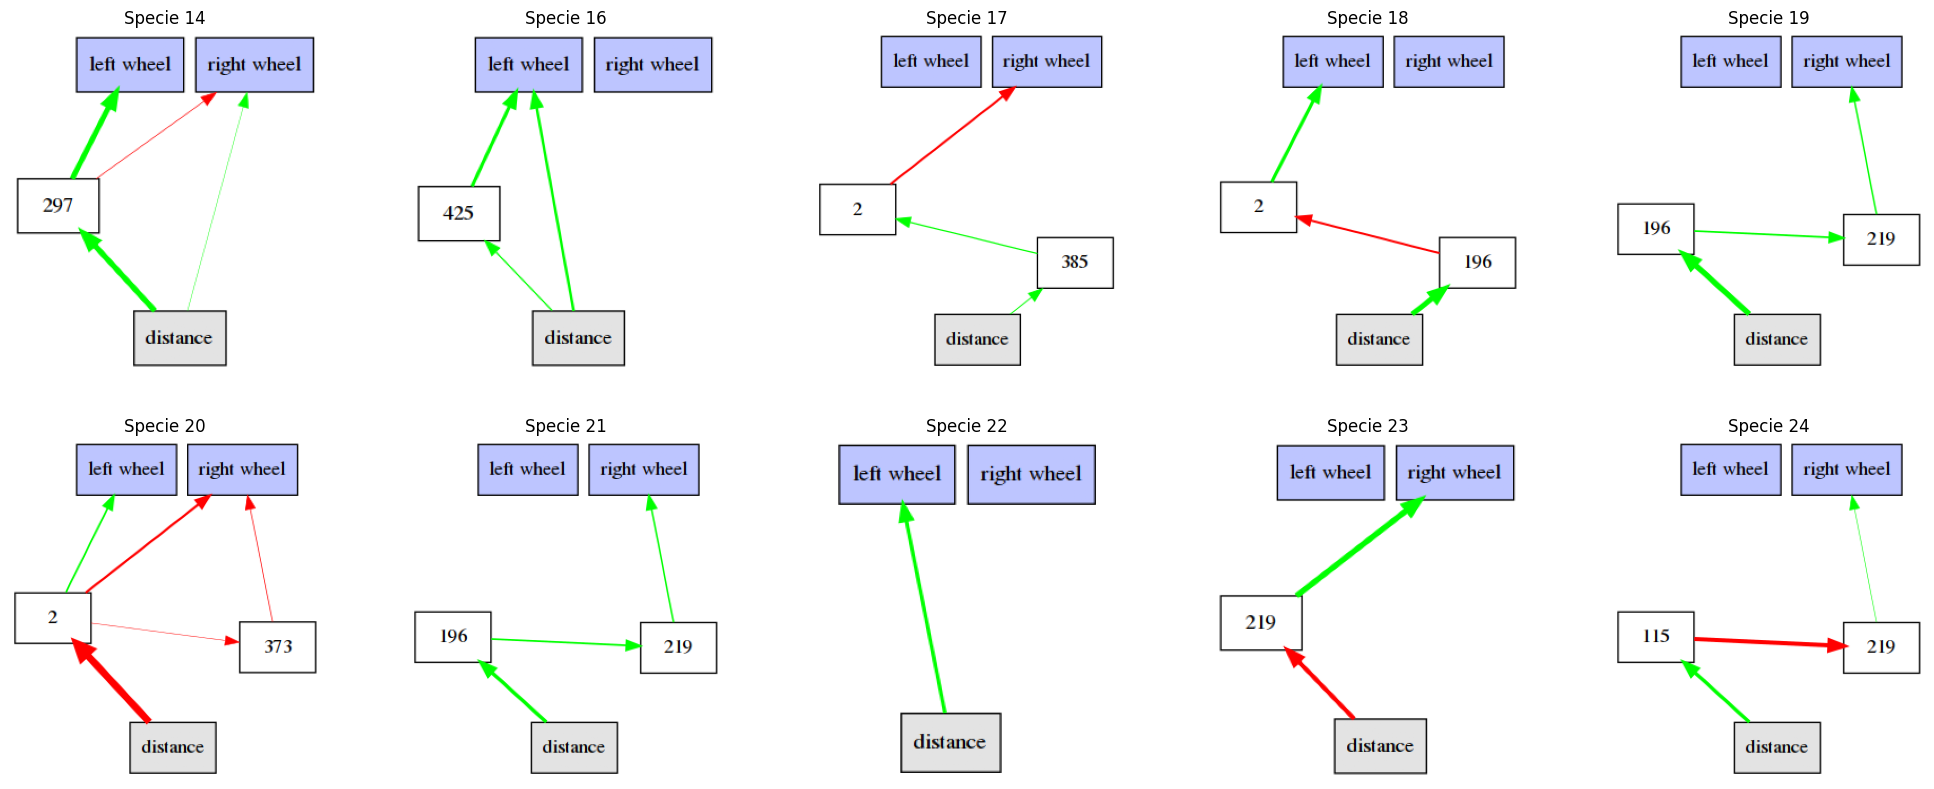 Specie 14
left wheel
right wheel
297
distance
Specie 16
left wheel
right wheel
425
distance
Specie 17
left wheel
right wheel
2
385
distance
Specie 18
left wheel
right wheel
2
196
distance
Specie 19
left wheel
right wheel
196
219
distance
Specie 20
left wheel
right wheel
2
373
distance
Specie 21
left wheel
right wheel
196
219
distance
Specie 22
left wheel
right wheel
distance
Specie 23
left wheel
right wheel
219
distance
Specie 24
left wheel
right wheel
115
219
distance